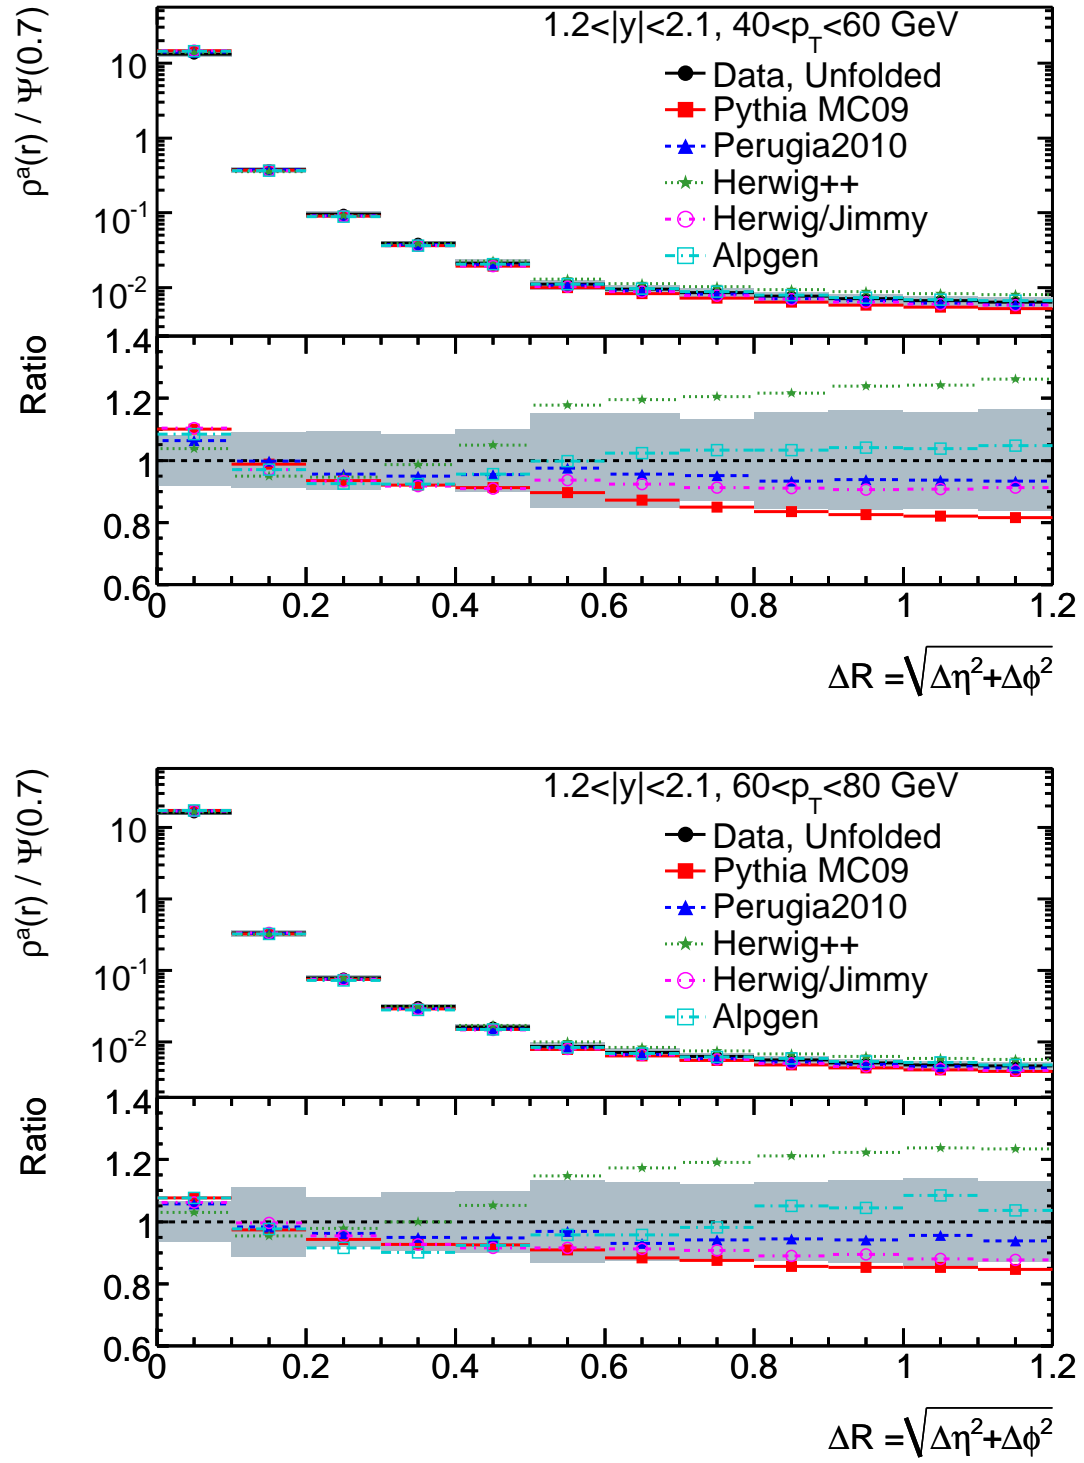 ρᵃ(r) / Ψ(0.7)
1.2<|y|<2.1, 40<p_T<60 GeV
Data, Unfolded
Pythia MC09
Perugia2010
Herwig++
Herwig/Jimmy
Alpgen
10
1
10⁻¹
10⁻²
Ratio
1.4
1.2
1
0.8
0.6
0 0.2 0.4 0.6 0.8 1 1.2
ΔR = √Δη²+Δϕ²
ρᵃ(r) / Ψ(0.7)
1.2<|y|<2.1, 60<p_T<80 GeV
Data, Unfolded
Pythia MC09
Perugia2010
Herwig++
Herwig/Jimmy
Alpgen
10
1
10⁻¹
10⁻²
Ratio
1.4
1.2
1
0.8
0.6
0 0.2 0.4 0.6 0.8 1 1.2
ΔR = √Δη²+Δϕ²